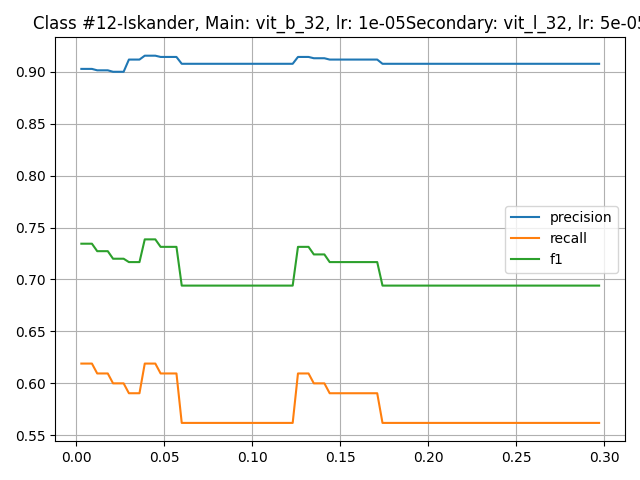 Class #12-Iskander, Main: vit_b_32, lr: 1e-05Secondary: vit_l_32, lr: 5e-05
0.90
0.85
0.80
0.75
0.70
0.65
0.60
0.55
precision
recall
f1
0.00 0.05 0.10 0.15 0.20 0.25 0.30